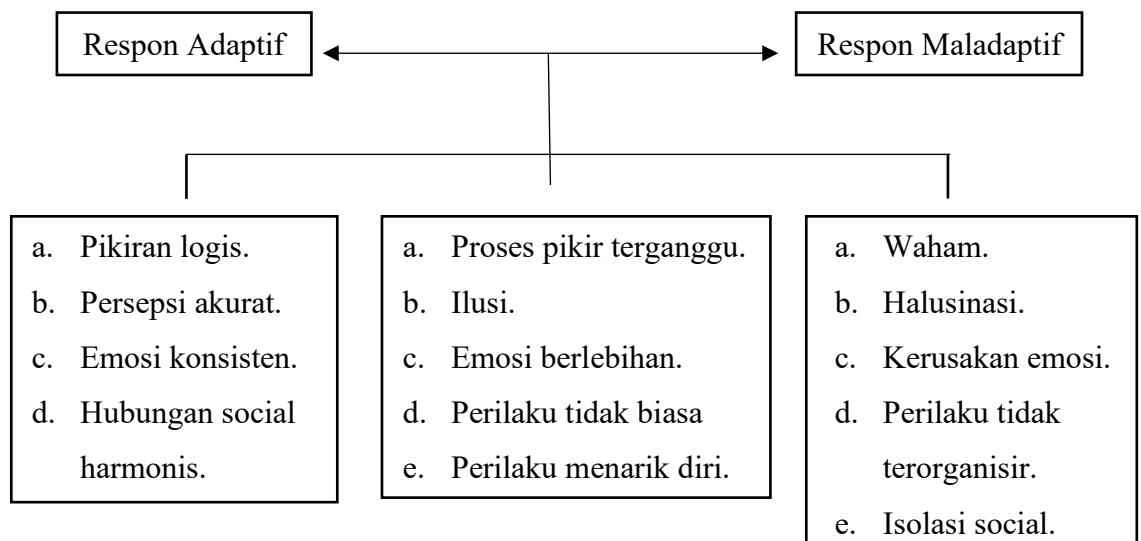 Respon Adaptif
Respon Maladaptif
a. Pikiran logis.
b. Persepsi akurat.
c. Emosi konsisten.
d. Hubungan social
harmonis.
a. Proses pikir terganggu.
b. Ilusi.
c. Emosi berlebihan.
d. Perilaku tidak biasa
e. Perilaku menarik diri.
a. Waham.
b. Halusinasi.
c. Kerusakan emosi.
d. Perilaku tidak
terorganisir.
e. Isolasi social.